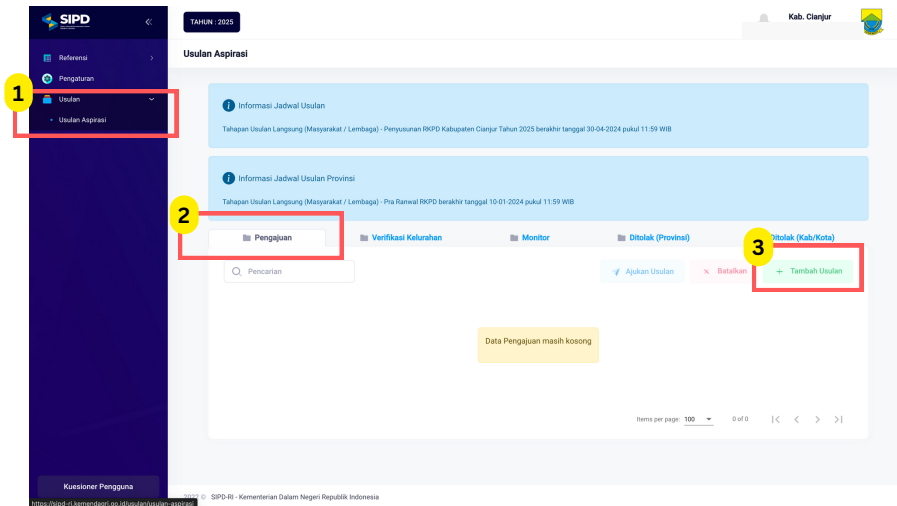 SIPD
TAHUN : 2025
Kab. Cianjur
Usulan Aspirasi
Referensi
Pengaturan
1
Usulan
Usulan Aspirasi
Informasi Jadwal Usulan
Tahapan Usulan Langsung (Masyarakat / Lembaga) - Penyusunan RKPD Kabupaten Cianjur Tahun 2025 berakhir tanggal 30-04-2024 pukul 11:59 WIB
Informasi Jadwal Usulan Provinsi
Tahapan Usulan Langsung (Masyarakat / Lembaga) - Pra Ranwal RKPD berakhir tanggal 10-01-2024 pukul 11:59 WIB
2
Pengajuan
Verifikasi Kelurahan
Monitor
Ditolak (Provinsi)
Ditolak (Kab/Kota)
3
Pencarian
Ajukan Usulan
Batalkan
+ Tambah Usulan
Data Pengajuan masih kosong
Items per page: 100
0 of 0
Kuesioner Pengguna
2022 © SIPD-RI - Kementerian Dalam Negeri Republik Indonesia
https://sipd-ri.kemendagri.go.id/usulan/usulan-aspirasi